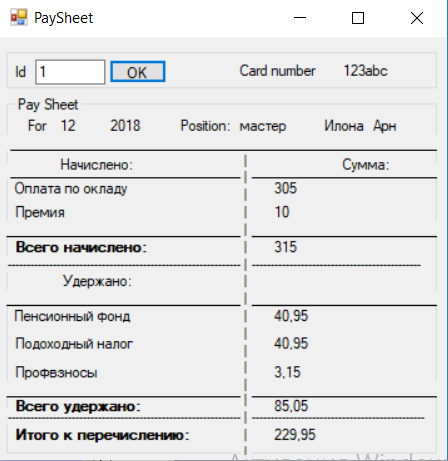 PaySheet
Id 1 OK Card number 123abc
Pay Sheet
For 12 2018 Position: мастер Илона Арн
Начислено: Сумма:
Оплата по окладу 305
Премия 10
Всего начислено: 315
Удержано:
Пенсионный фонд 40,95
Подоходный налог 40,95
Профвзносы 3,15
Всего удержано: 85,05
Итого к перечислению: 229,95